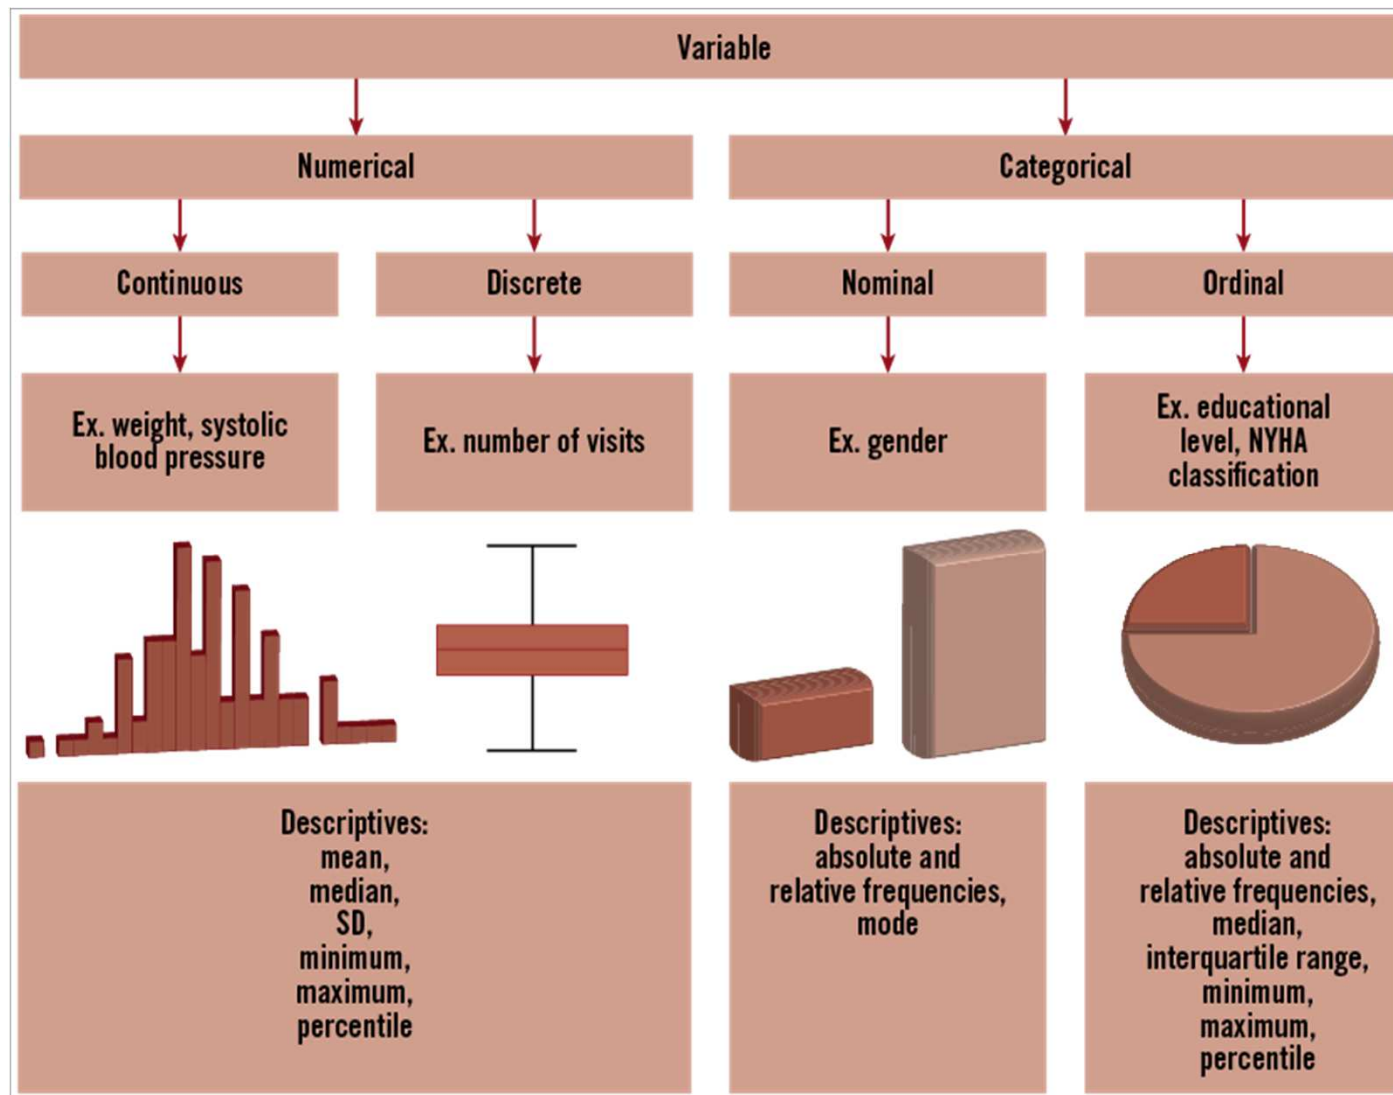 Variable
Numerical
Categorical
Continuous
Discrete
Nominal
Ordinal
Ex. weight, systolic
blood pressure
Ex. number of visits
Ex. gender
Ex. educational
level, NYHA
classification
Descriptives:
mean,
median,
SD,
minimum,
maximum,
percentile
Descriptives:
absolute and
relative frequencies,
mode
Descriptives:
absolute and
relative frequencies,
median,
interquartile range,
minimum,
maximum,
percentile